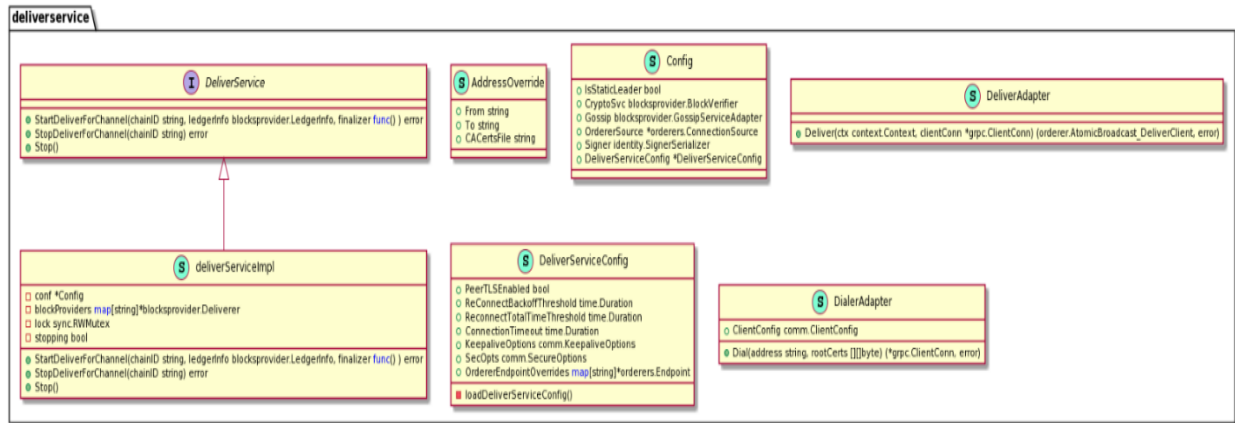 deliverservice
I DeliverService
StartDeliverForChannel(chainID string, ledgerInfo blocksprovider.LedgerInfo, finalizer func() ) error
StopDeliverForChannel(chainID string) error
Stop()
S AddressOverride
From string
To string
CACertsFile string
S Config
IsStaticLeader bool
CryptoSvc blocksprovider.BlockVerifier
Gossip blocksprovider.GossipServiceAdapter
OrdererSource *orderers.ConnectionSource
Signer identity.SignerSerializer
DeliverServiceConfig *DeliverServiceConfig
S DeliverAdapter
Deliver(ctx context.Context, clientConn *grpc.ClientConn) (orderer.AtomicBroadcast_DeliverClient, error)
S deliverServiceImpl
conf *Config
blockProviders map[string]*blocksprovider.Deliverer
lock sync.RWMutex
stopping bool
StartDeliverForChannel(chainID string, ledgerInfo blocksprovider.LedgerInfo, finalizer func() ) error
StopDeliverForChannel(chainID string) error
Stop()
S DeliverServiceConfig
PeerTLSEnabled bool
ReConnectBackoffThreshold time.Duration
ReconnectTotalTimeThreshold time.Duration
ConnectionTimeout time.Duration
KeepaliveOptions comm.KeepaliveOptions
SecOpts comm.SecureOptions
OrdererEndpointOverrides map[string]*orderers.Endpoint
loadDeliverServiceConfig()
S DialerAdapter
ClientConfig comm.ClientConfig
Dial(address string, rootCerts [][]byte) (*grpc.ClientConn, error)